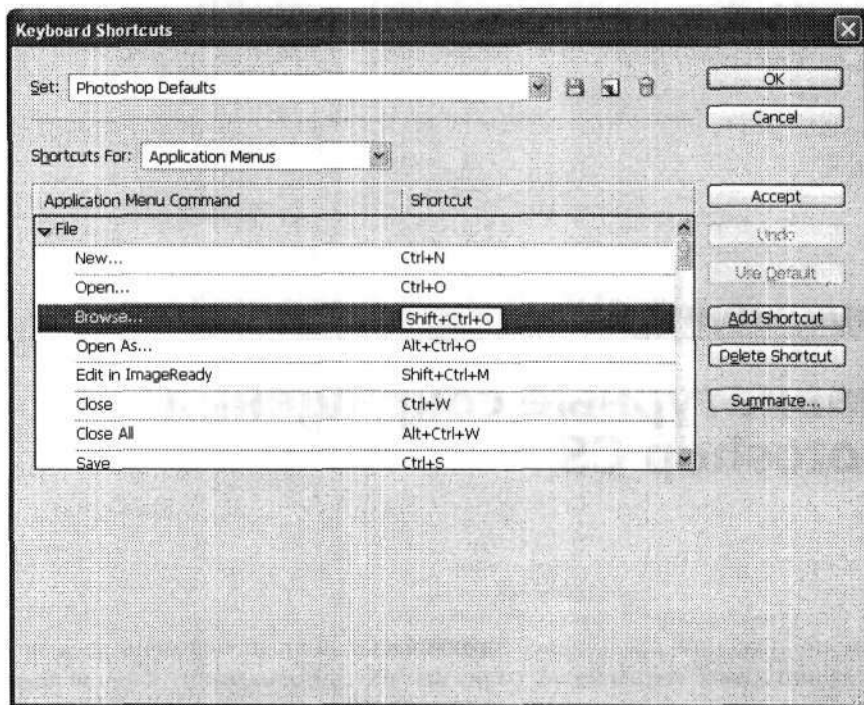 Keyboard Shortcuts
Set: Photoshop Defaults
OK
Cancel
Shortcuts For: Application Menus
Application Menu Command Shortcut
Accept
File
Undo
New... Ctrl+N
Use Default
Open... Ctrl+O
Browse... Shift+Ctrl+O
Add Shortcut
Open As... Alt+Ctrl+O
Delete Shortcut
Edit in ImageReady Shift+Ctrl+M
Close Ctrl+W
Summarize...
Close All Alt+Ctrl+W
Save Ctrl+S